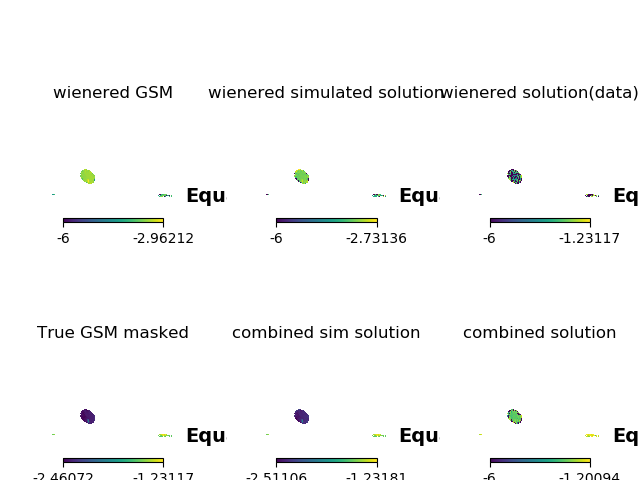 wienered GSM wienered simulated solution wienered solution(data)
Equ Equ Eq
-6 -2.96212 -6 -2.73136 -6 -1.23117
True GSM masked combined sim solution combined solution
Equ Equ Eq
-2.46072 -1.23117 -2.51106 -1.23181 -6 -1.20094